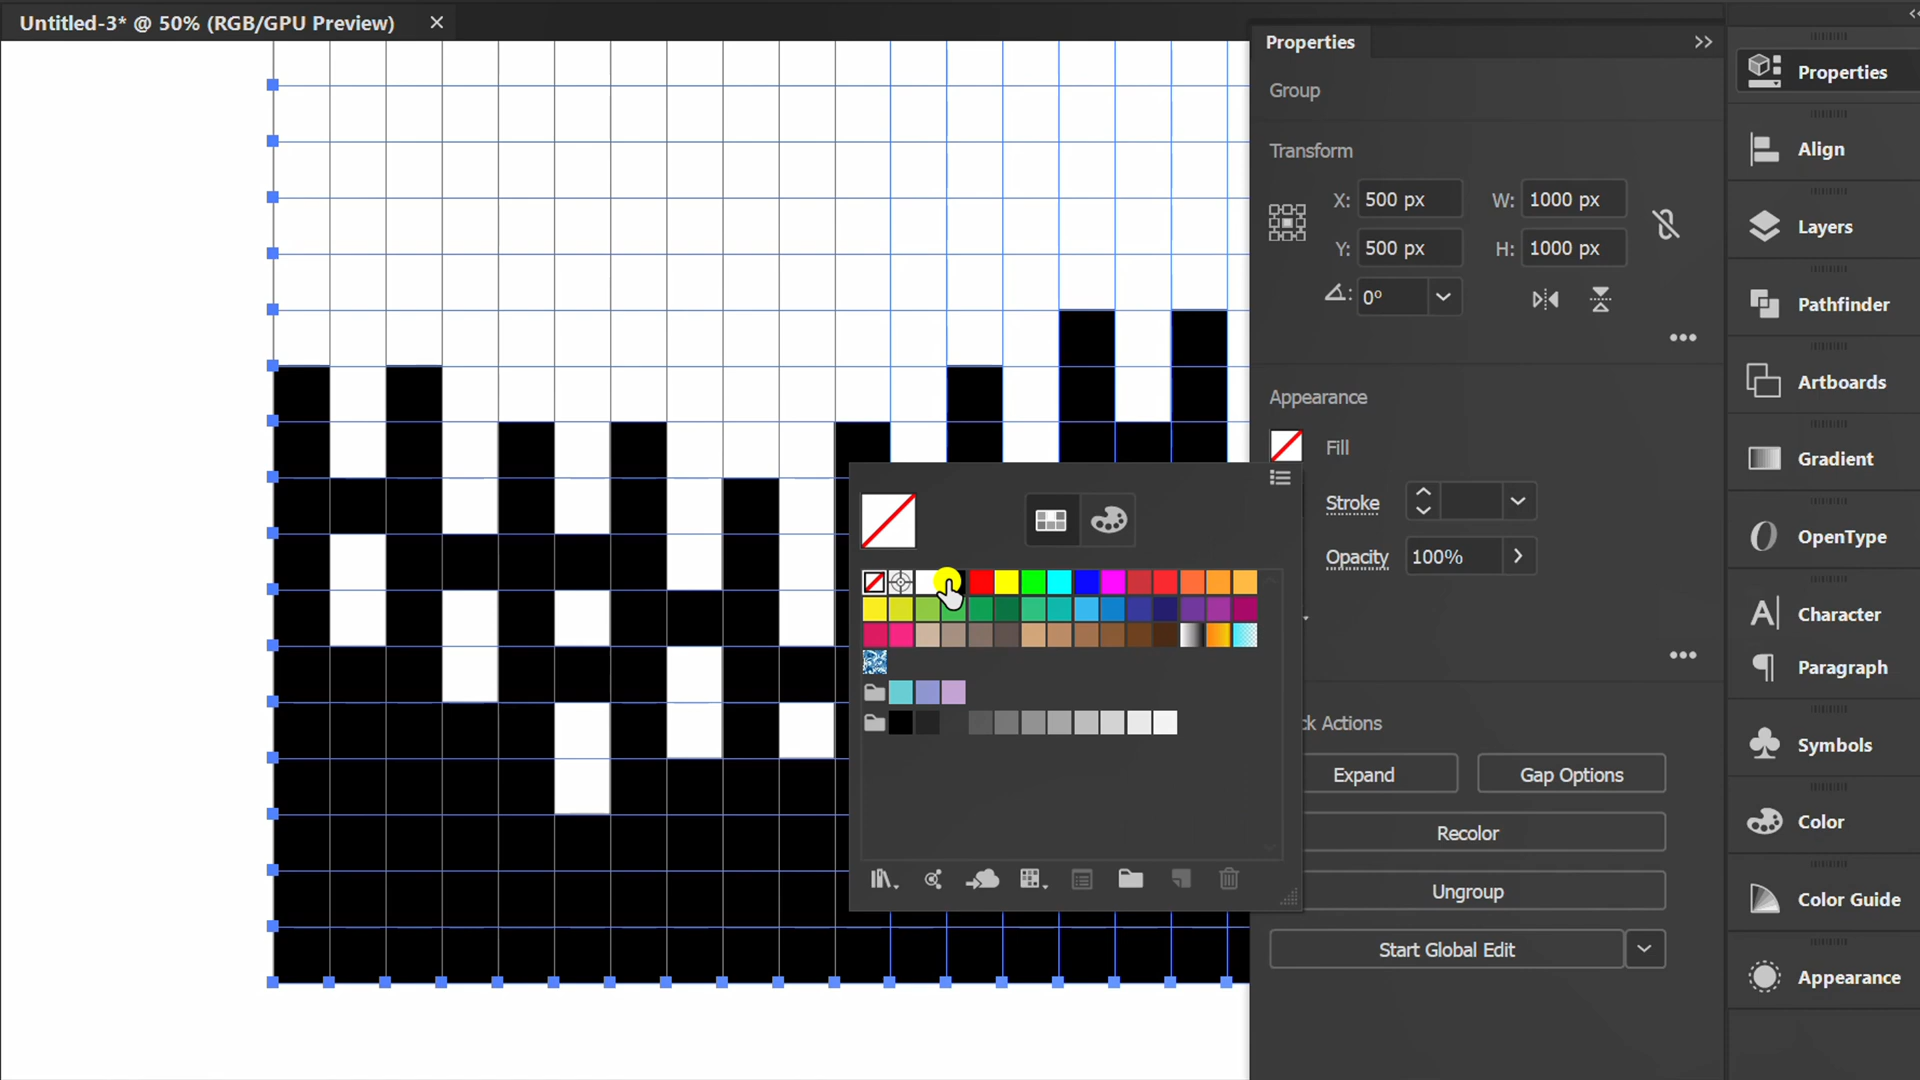 Untitled-3* @ 50% (RGB/GPU Preview)
Properties
Group
Transform
X: 500 px W: 1000 px
Y: 500 px H: 1000 px
0°
Appearance
Fill
Stroke
Opacity 100%
ck Actions
Expand Gap Options
Recolor
Ungroup
Start Global Edit
Properties
Align
Layers
Pathfinder
Artboards
Gradient
OpenType
Character
Paragraph
Symbols
Color
Color Guide
Appearance